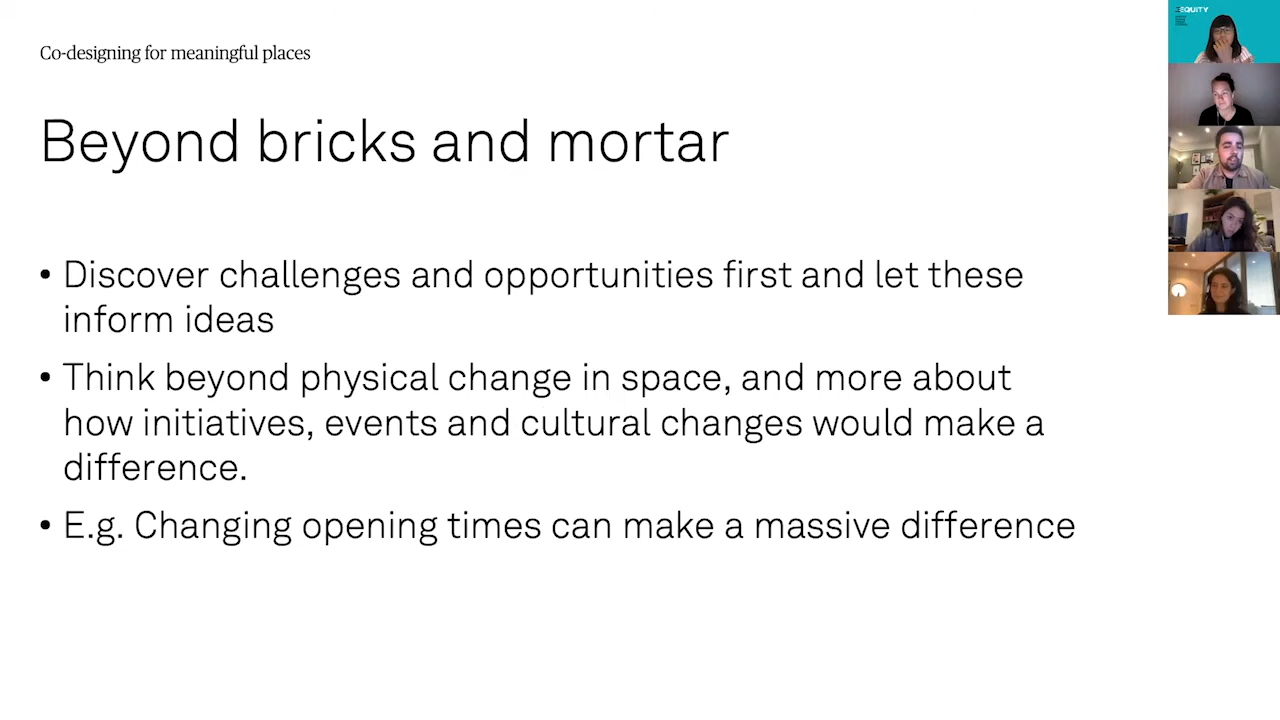 Co-designing for meaningful places
Beyond bricks and mortar
• Discover challenges and opportunities first and let these
inform ideas
• Think beyond physical change in space, and more about
how initiatives, events and cultural changes would make a
difference.
• E.g. Changing opening times can make a massive difference
EQUITY